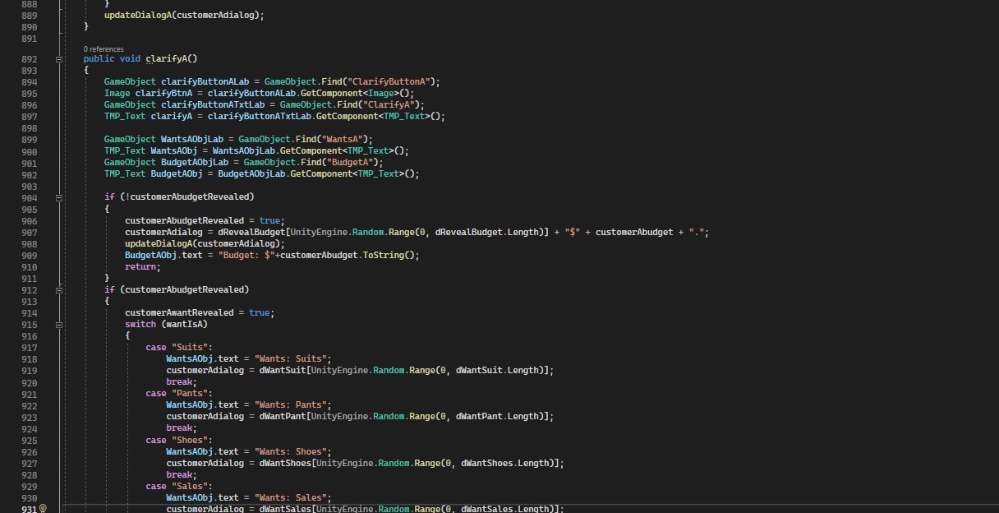 888 }
889 updateDialogA(customerAdialog);
890 }
891
0 references
892 public void clarifyA()
893 {
894 GameObject clarifyButtonALab = GameObject.Find("ClarifyButtonA");
895 Image clarifyBtnA = clarifyButtonALab.GetComponent<Image>();
896 GameObject clarifyButtonATxtLab = GameObject.Find("ClarifyA");
897 TMP_Text clarifyA = clarifyButtonATxtLab.GetComponent<TMP_Text>();
898
899 GameObject WantsAObjLab = GameObject.Find("WantsA");
900 TMP_Text WantsAObj = WantsAObjLab.GetComponent<TMP_Text>();
901 GameObject BudgetAObjLab = GameObject.Find("BudgetA");
902 TMP_Text BudgetAObj = BudgetAObjLab.GetComponent<TMP_Text>();
903
904 if (!customerAbudgetRevealed)
905 {
906 customerAbudgetRevealed = true;
907 customerAdialog = dRevealBudget[UnityEngine.Random.Range(0, dRevealBudget.Length)] + "$" + customerAbudget + ".";
908 updateDialogA(customerAdialog);
909 BudgetAObj.text = "Budget: $"+customerAbudget.ToString();
910 return;
911 }
912 if (customerAbudgetRevealed)
913 {
914 customerAwantRevealed = true;
915 switch (wantIsA)
916 {
917 case "Suits":
918 WantsAObj.text = "Wants: Suits";
919 customerAdialog = dWantSuit[UnityEngine.Random.Range(0, dWantSuit.Length)];
920 break;
921 case "Pants":
922 WantsAObj.text = "Wants: Pants";
923 customerAdialog = dWantPant[UnityEngine.Random.Range(0, dWantPant.Length)];
924 break;
925 case "Shoes":
926 WantsAObj.text = "Wants: Shoes";
927 customerAdialog = dWantShoes[UnityEngine.Random.Range(0, dWantShoes.Length)];
928 break;
929 case "Sales":
930 WantsAObj.text = "Wants: Sales";
931 customerAdialog = dWantSales[UnityEngine.Random.Range(0, dWantSales.Length)];